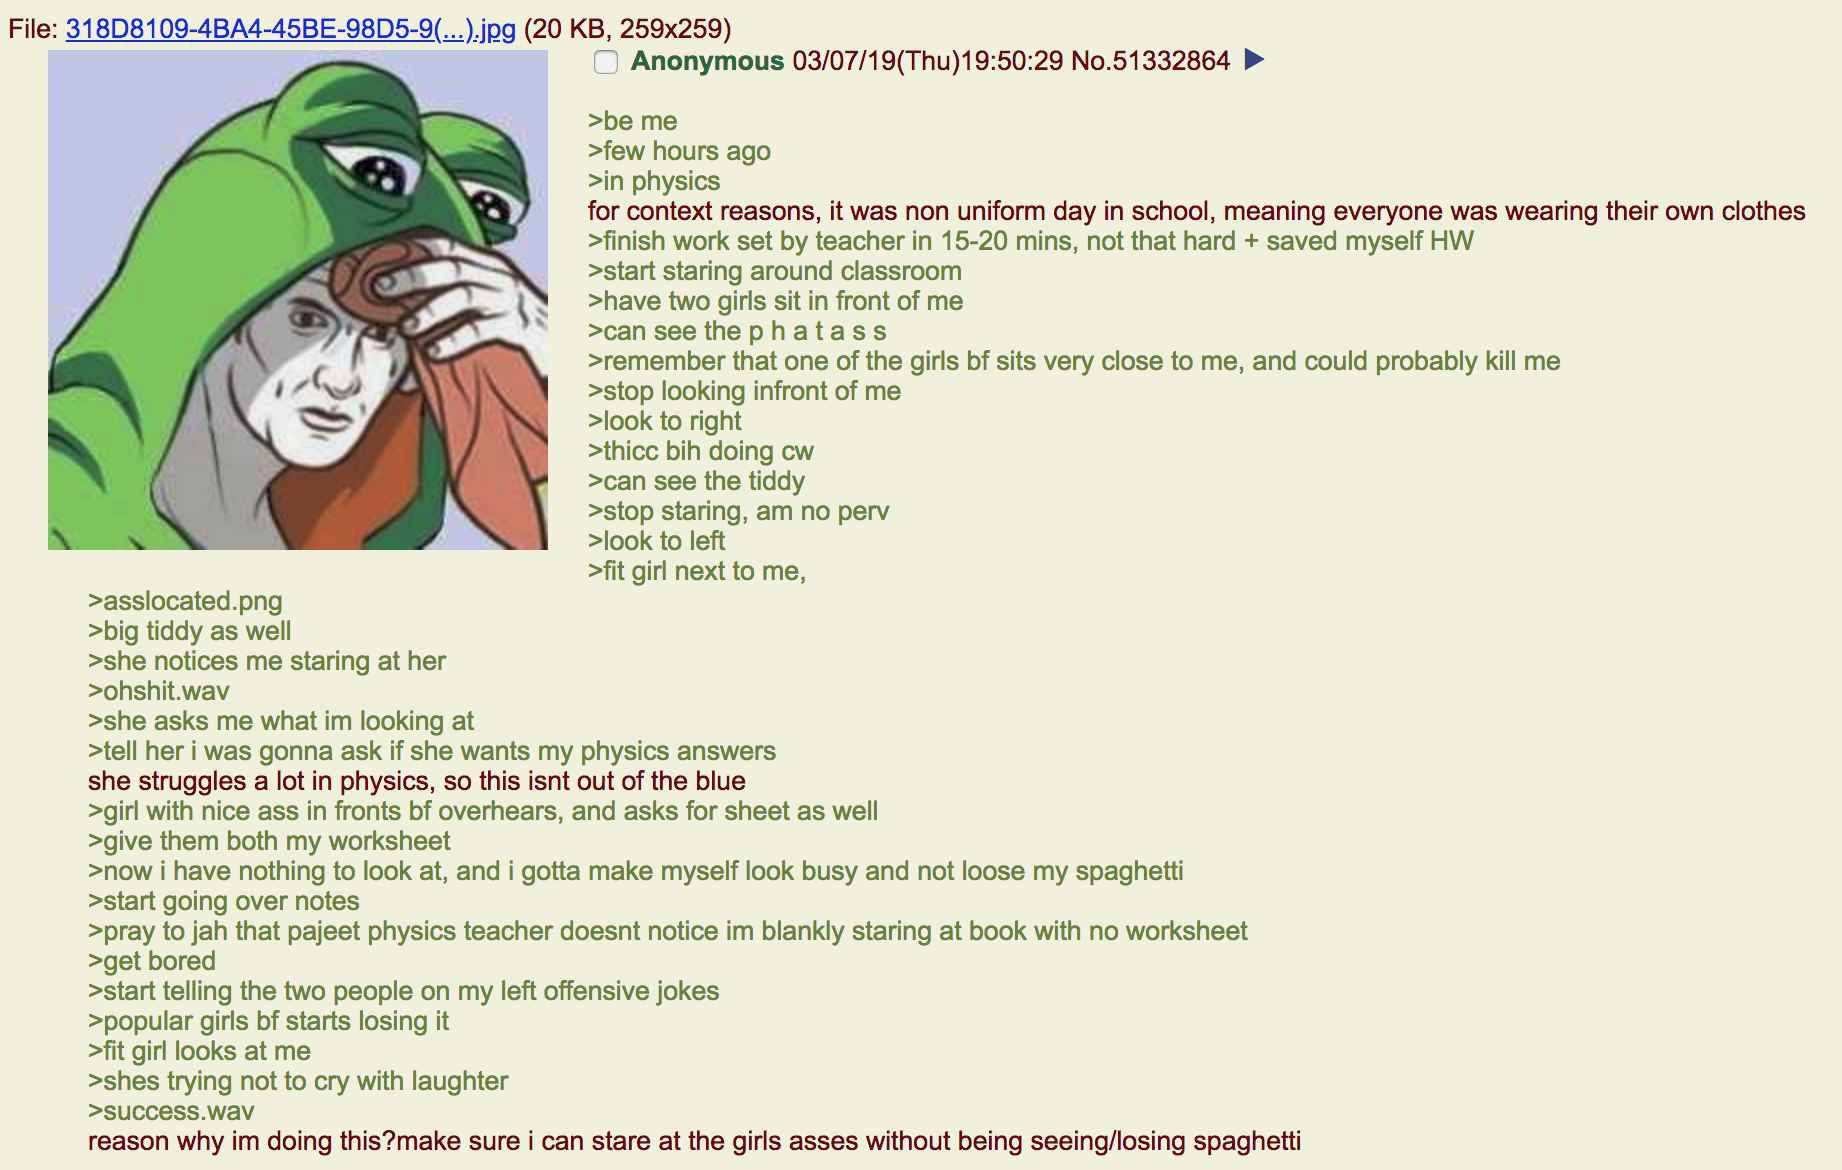 File: 318D8109-4BA4-45BE-98D5-9(...).jpg (20 KB, 259x259)
Anonymous 03/07/19(Thu)19:50:29 No.51332864
>be me
>few hours ago
>in physics
for context reasons, it was non uniform day in school, meaning everyone was wearing their own clothes
>finish work set by teacher in 15-20 mins, not that hard + saved myself HW
>start staring around classroom
>have two girls sit in front of me
>can see the p h a t a s s
>remember that one of the girls bf sits very close to me, and could probably kill me
>stop looking infront of me
>look to right
>thicc bih doing cw
>can see the tiddy
>stop staring, am no perv
>look to left
>fit girl next to me,
>asslocated.png
>big tiddy as well
>she notices me staring at her
>ohshit.wav
>she asks me what im looking at
>tell her i was gonna ask if she wants my physics answers
she struggles a lot in physics, so this isnt out of the blue
>girl with nice ass in fronts bf overhears, and asks for sheet as well
>give them both my worksheet
>now i have nothing to look at, and i gotta make myself look busy and not loose my spaghetti
>start going over notes
>pray to jah that pajeet physics teacher doesnt notice im blankly staring at book with no worksheet
>get bored
>start telling the two people on my left offensive jokes
>popular girls bf starts losing it
>fit girl looks at me
>shes trying not to cry with laughter
>success.wav
reason why im doing this?make sure i can stare at the girls asses without being seeing/losing spaghetti